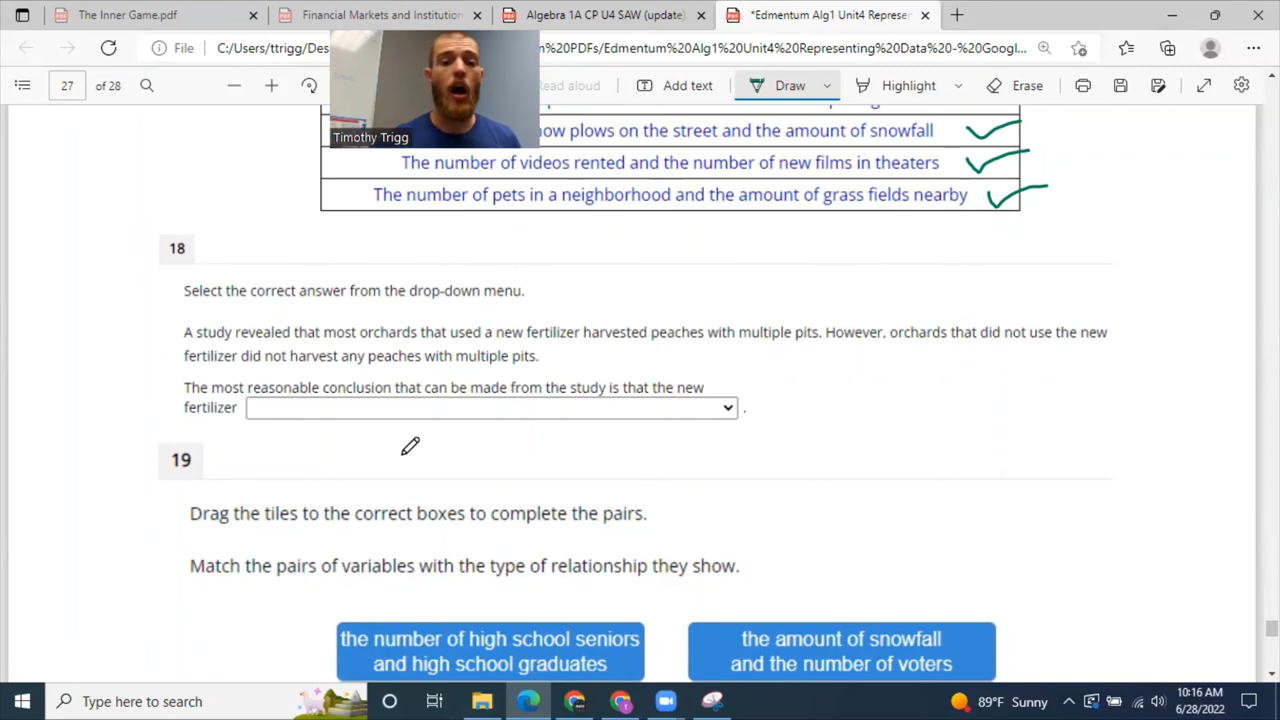 The Inner Game.pdf
Financial Markets and Institution
Algebra 1A CP U4 SAW (update)
*Edmentum Alg1 Unit4 Represer
File
C:/Users/ttrigg/Des
m%20PDFs/Edmentum%20Alg1%20Unit4%20Representing%20Data%20-%20Googl...
27
of 28
Read aloud
Add text
Draw
Highlight
Erase
Timothy Trigg
now plows on the street and the amount of snowfall
The number of videos rented and the number of new films in theaters
The number of pets in a neighborhood and the amount of grass fields nearby
18
Select the correct answer from the drop-down menu.
A study revealed that most orchards that used a new fertilizer harvested peaches with multiple pits. However, orchards that did not use the new
fertilizer did not harvest any peaches with multiple pits.
The most reasonable conclusion that can be made from the study is that the new
fertilizer .
19
Drag the tiles to the correct boxes to complete the pairs.
Match the pairs of variables with the type of relationship they show.
the number of high school seniors
and high school graduates
the amount of snowfall
and the number of voters
Type here to search
89°F Sunny
10:16 AM
6/28/2022